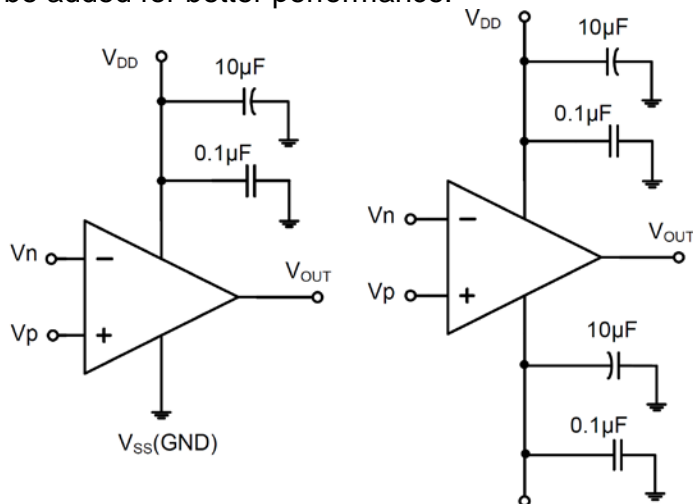 be added for better performance.
VDD
10µF
0.1µF
Vn
−
Vp
+
VOUT
VSS(GND)
VDD
10µF
0.1µF
Vn
−
Vp
+
VOUT
10µF
0.1µF